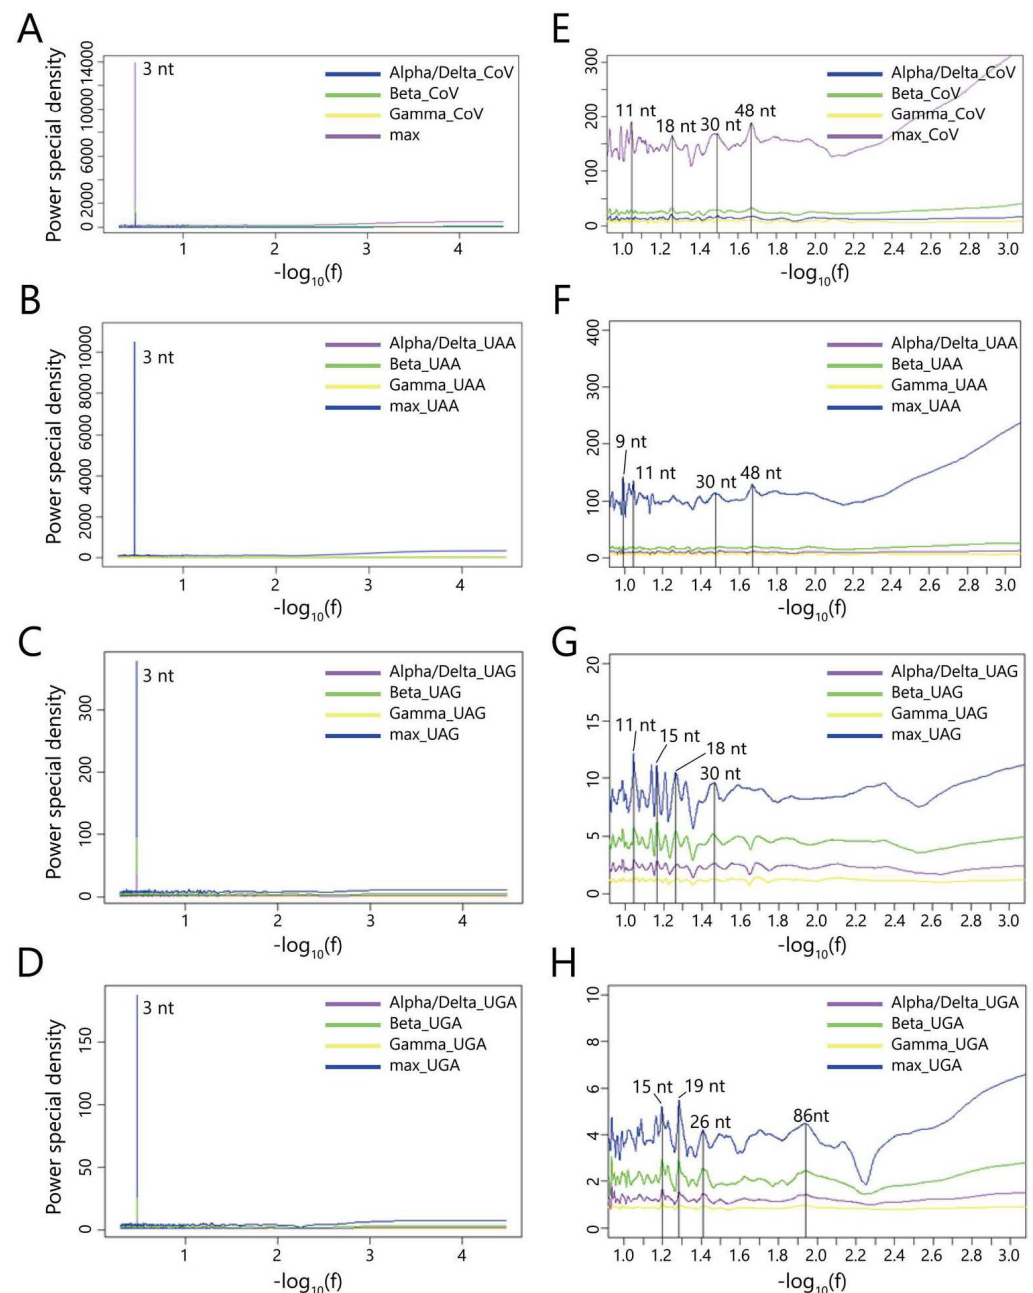 A
Power special density
14000
10000
6000
2000
0
3 nt
Alpha/Delta_CoV
Beta_CoV
Gamma_CoV
max
1 2 3 4
-log10(f)
E
300
200
100
0
11 nt
18 nt
30 nt
48 nt
Alpha/Delta_CoV
Beta_CoV
Gamma_CoV
max_CoV
1.0 1.2 1.4 1.6 1.8 2.0 2.2 2.4 2.6 2.8 3.0
-log10(f)
B
Power special density
10000
8000
6000
4000
2000
0
3 nt
Alpha/Delta_UAA
Beta_UAA
Gamma_UAA
max_UAA
1 2 3 4
-log10(f)
F
400
300
200
100
0
9 nt
11 nt
30 nt
48 nt
Alpha/Delta_UAA
Beta_UAA
Gamma_UAA
max_UAA
1.0 1.2 1.4 1.6 1.8 2.0 2.2 2.4 2.6 2.8 3.0
-log10(f)
C
Power special density
300
200
100
0
3 nt
Alpha/Delta_UAG
Beta_UAG
Gamma_UAG
max_UAG
1 2 3 4
-log10(f)
G
20
15
10
5
0
11 nt
15 nt
18 nt
30 nt
Alpha/Delta_UAG
Beta_UAG
Gamma_UAG
max_UAG
1.0 1.2 1.4 1.6 1.8 2.0 2.2 2.4 2.6 2.8 3.0
-log10(f)
D
Power special density
150
100
50
0
3 nt
Alpha/Delta_UGA
Beta_UGA
Gamma_UGA
max_UGA
1 2 3 4
-log10(f)
H
10
8
6
4
2
0
15 nt
19 nt
26 nt
86nt
Alpha/Delta_UGA
Beta_UGA
Gamma_UGA
max_UGA
1.0 1.2 1.4 1.6 1.8 2.0 2.2 2.4 2.6 2.8 3.0
-log10(f)